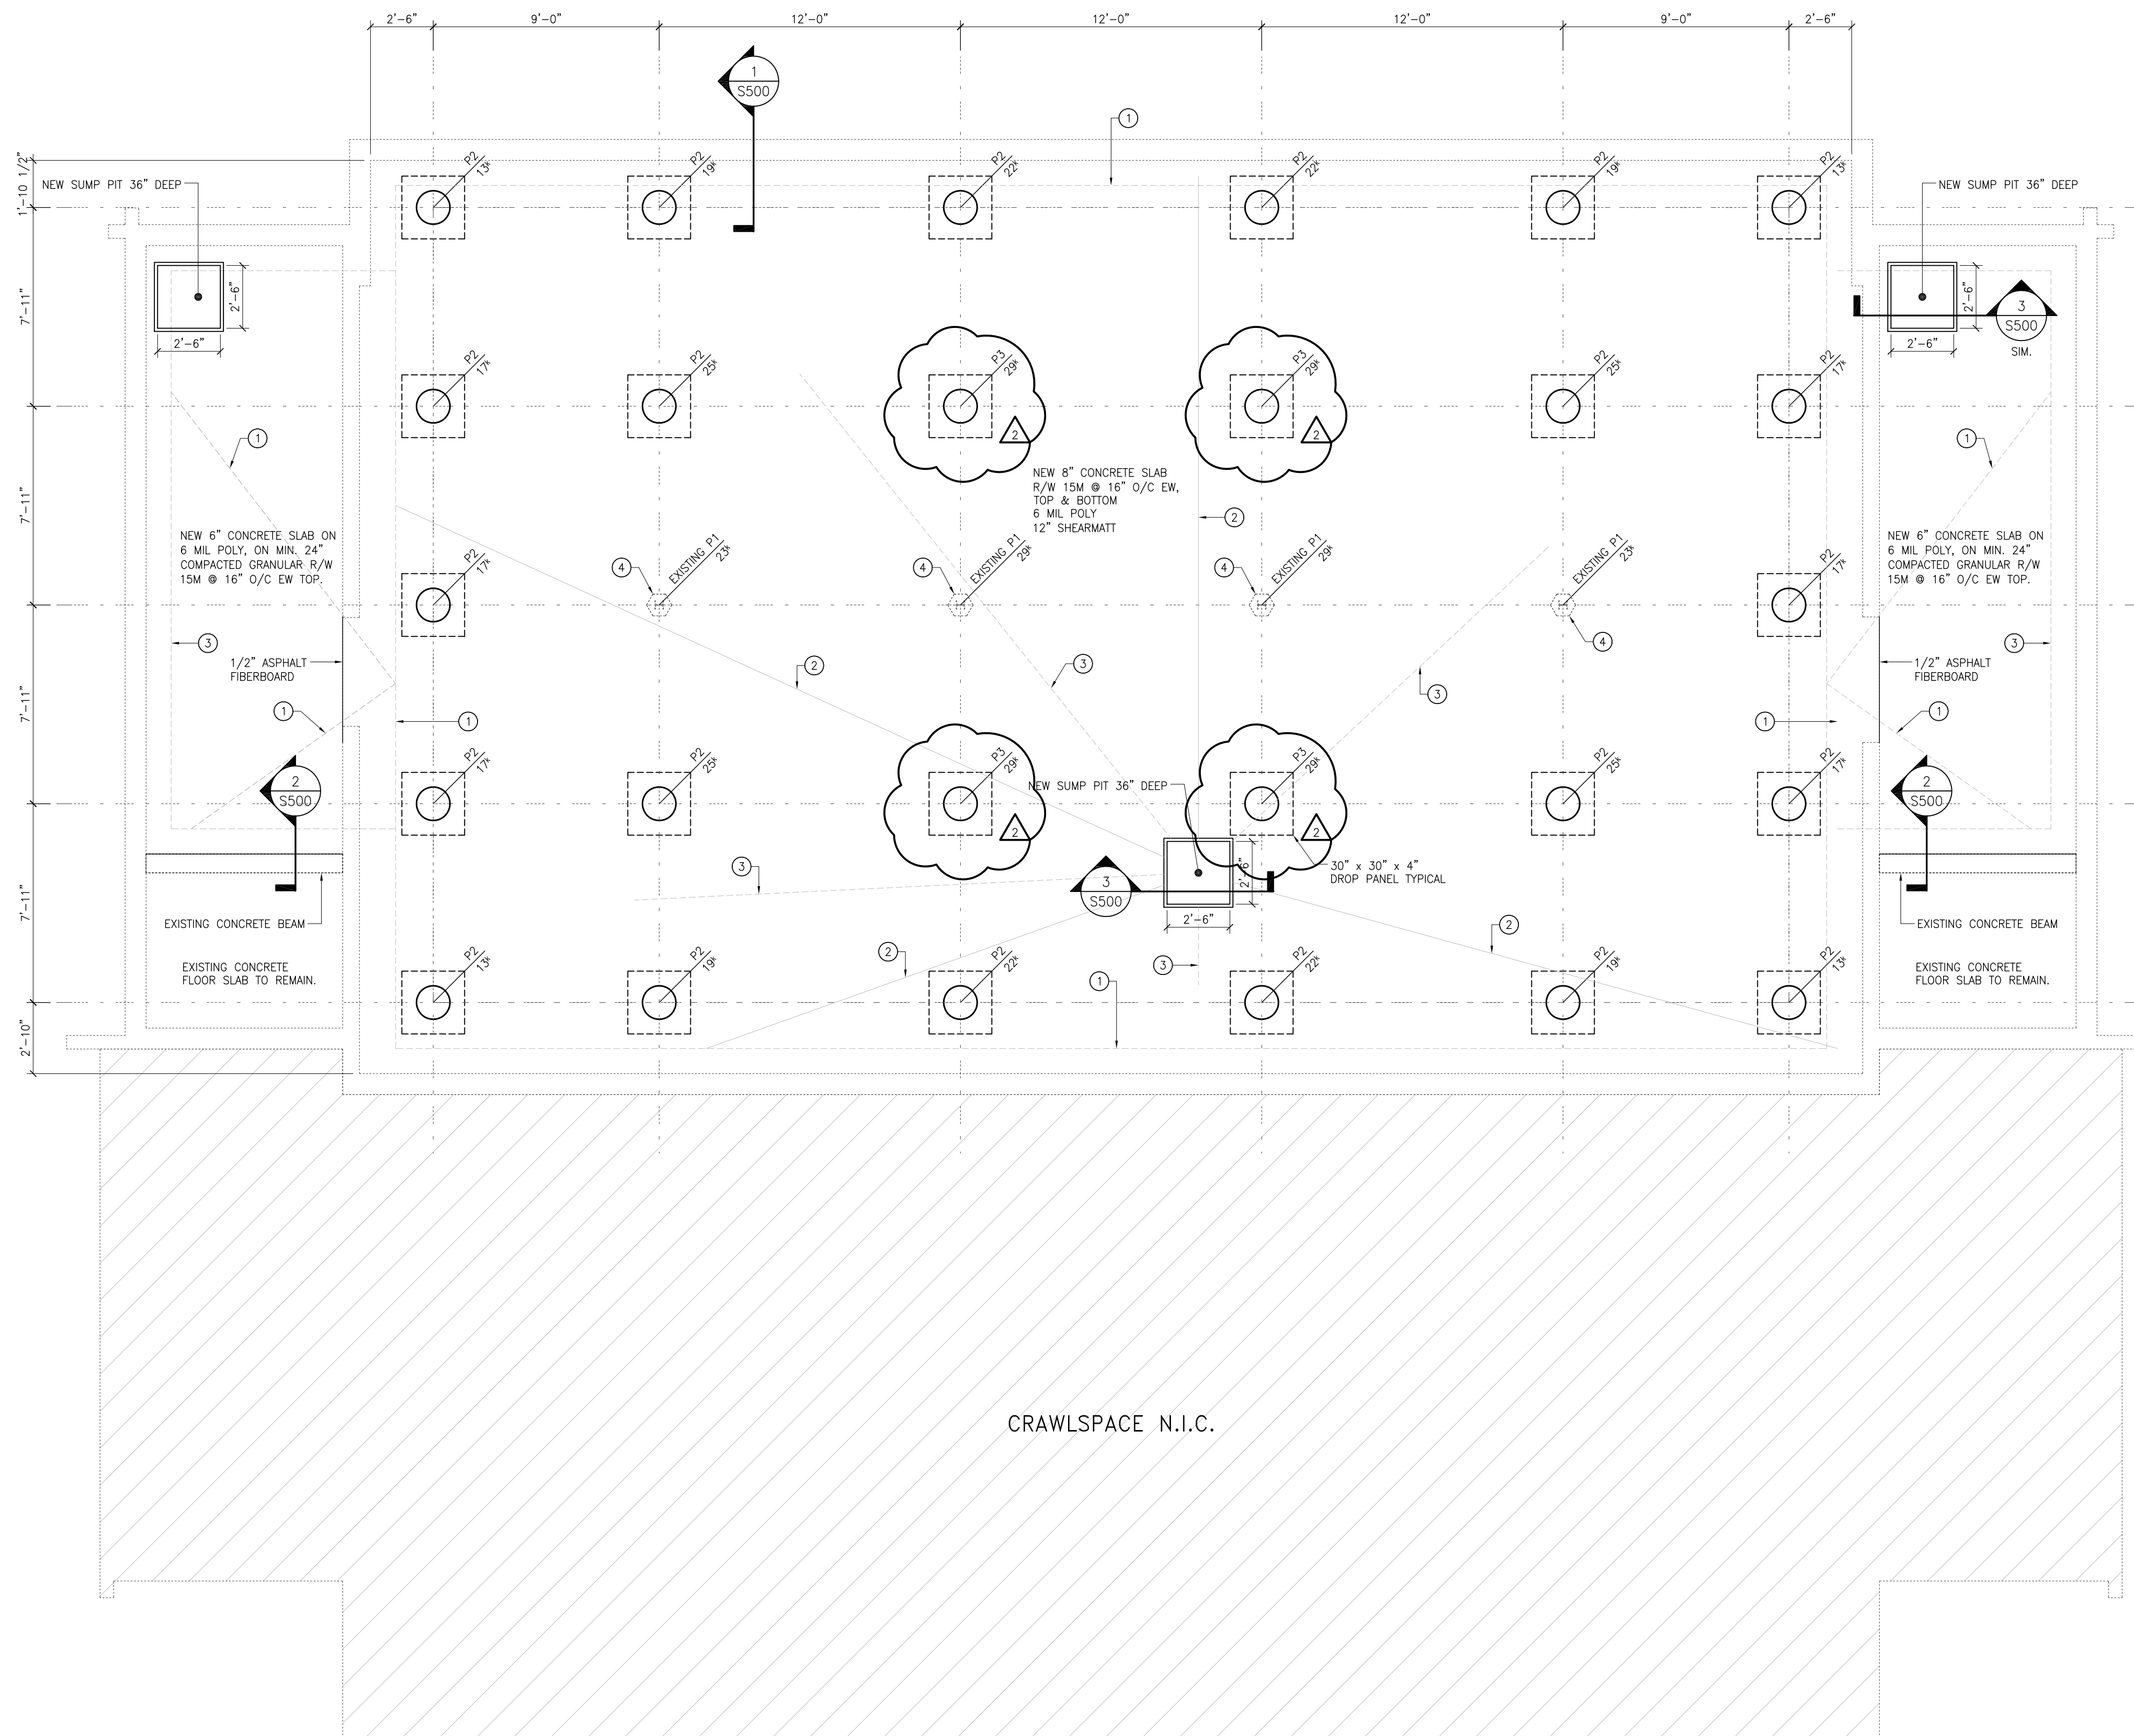 2'-6"
9'-0"
12'-0"
12'-0"
12'-0"
9'-0"
2'-6"
1
S500
1
1'-10 1/2"
NEW SUMP PIT 36" DEEP
P2
13k
P2
19k
P2
22k
P2
22k
P2
19k
P2
13k
NEW SUMP PIT 36" DEEP
7'-11"
2'-6"
2'-6"
2'-6"
2'-6"
3
S500
SIM.
P2
17k
P2
25k
P3
29k
2
P3
29k
2
P2
25k
P2
17k
1
1
7'-11"
NEW 8" CONCRETE SLAB
R/W 15M @ 16" O/C EW,
TOP & BOTTOM
6 MIL POLY
12" SHEARMATT
2
NEW 6" CONCRETE SLAB ON
6 MIL POLY, ON MIN. 24"
COMPACTED GRANULAR R/W
15M @ 16" O/C EW TOP.
NEW 6" CONCRETE SLAB ON
6 MIL POLY, ON MIN. 24"
COMPACTED GRANULAR R/W
15M @ 16" O/C EW TOP.
P2
17k
4
EXISTING P1
23k
4
EXISTING P1
29k
4
EXISTING P1
29k
EXISTING P1
23k
4
P2
17k
3
3
1/2" ASPHALT
FIBERBOARD
1/2" ASPHALT
FIBERBOARD
2
3
3
7'-11"
1
1
1
1
2
S500
P2
17k
P2
25k
P3
29k
2
NEW SUMP PIT 36" DEEP
P3
29k
2
P2
25k
P2
17k
2
S500
3
3
S500
2'-6"
2'-6"
30" x 30" x 4"
DROP PANEL TYPICAL
7'-11"
EXISTING CONCRETE BEAM
EXISTING CONCRETE BEAM
2
2
EXISTING CONCRETE
FLOOR SLAB TO REMAIN.
EXISTING CONCRETE
FLOOR SLAB TO REMAIN.
3
1
P2
13k
P2
19k
P2
22k
P2
22k
P2
19k
P2
13k
2'-10"
CRAWLSPACE N.I.C.